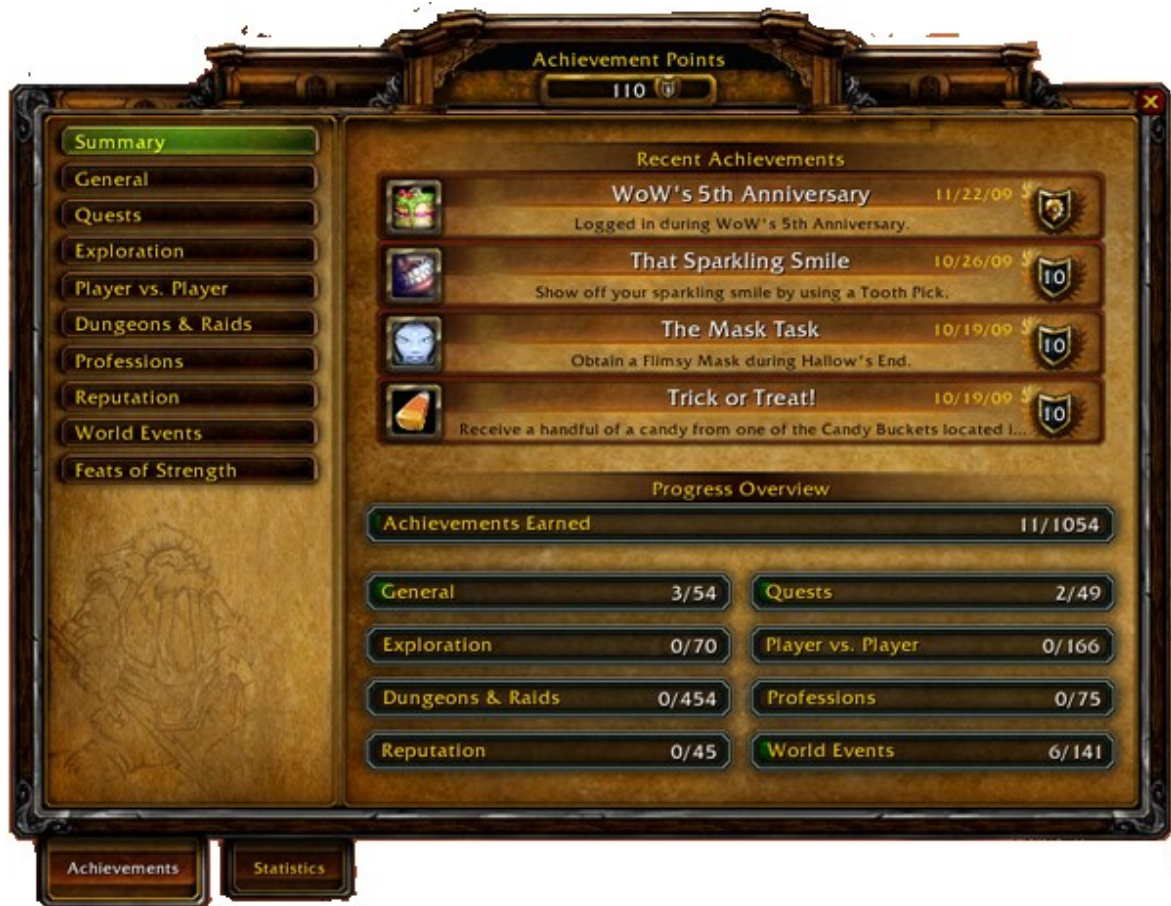 Achievement Points
110
Summary
General
Quests
Exploration
Player vs. Player
Dungeons & Raids
Professions
Reputation
World Events
Feats of Strength
Recent Achievements
WoW's 5th Anniversary 11/22/09
Logged in during WoW's 5th Anniversary.
That Sparkling Smile 10/26/09 10
Show off your sparkling smile by using a Tooth Pick.
The Mask Task 10/19/09 10
Obtain a Flimsy Mask during Hallow's End.
Trick or Treat! 10/19/09 10
Receive a handful of a candy from one of the Candy Buckets located i...
Progress Overview
Achievements Earned 11/1054
General 3/54 Quests 2/49
Exploration 0/70 Player vs. Player 0/166
Dungeons & Raids 0/454 Professions 0/75
Reputation 0/45 World Events 6/141
Achievements Statistics